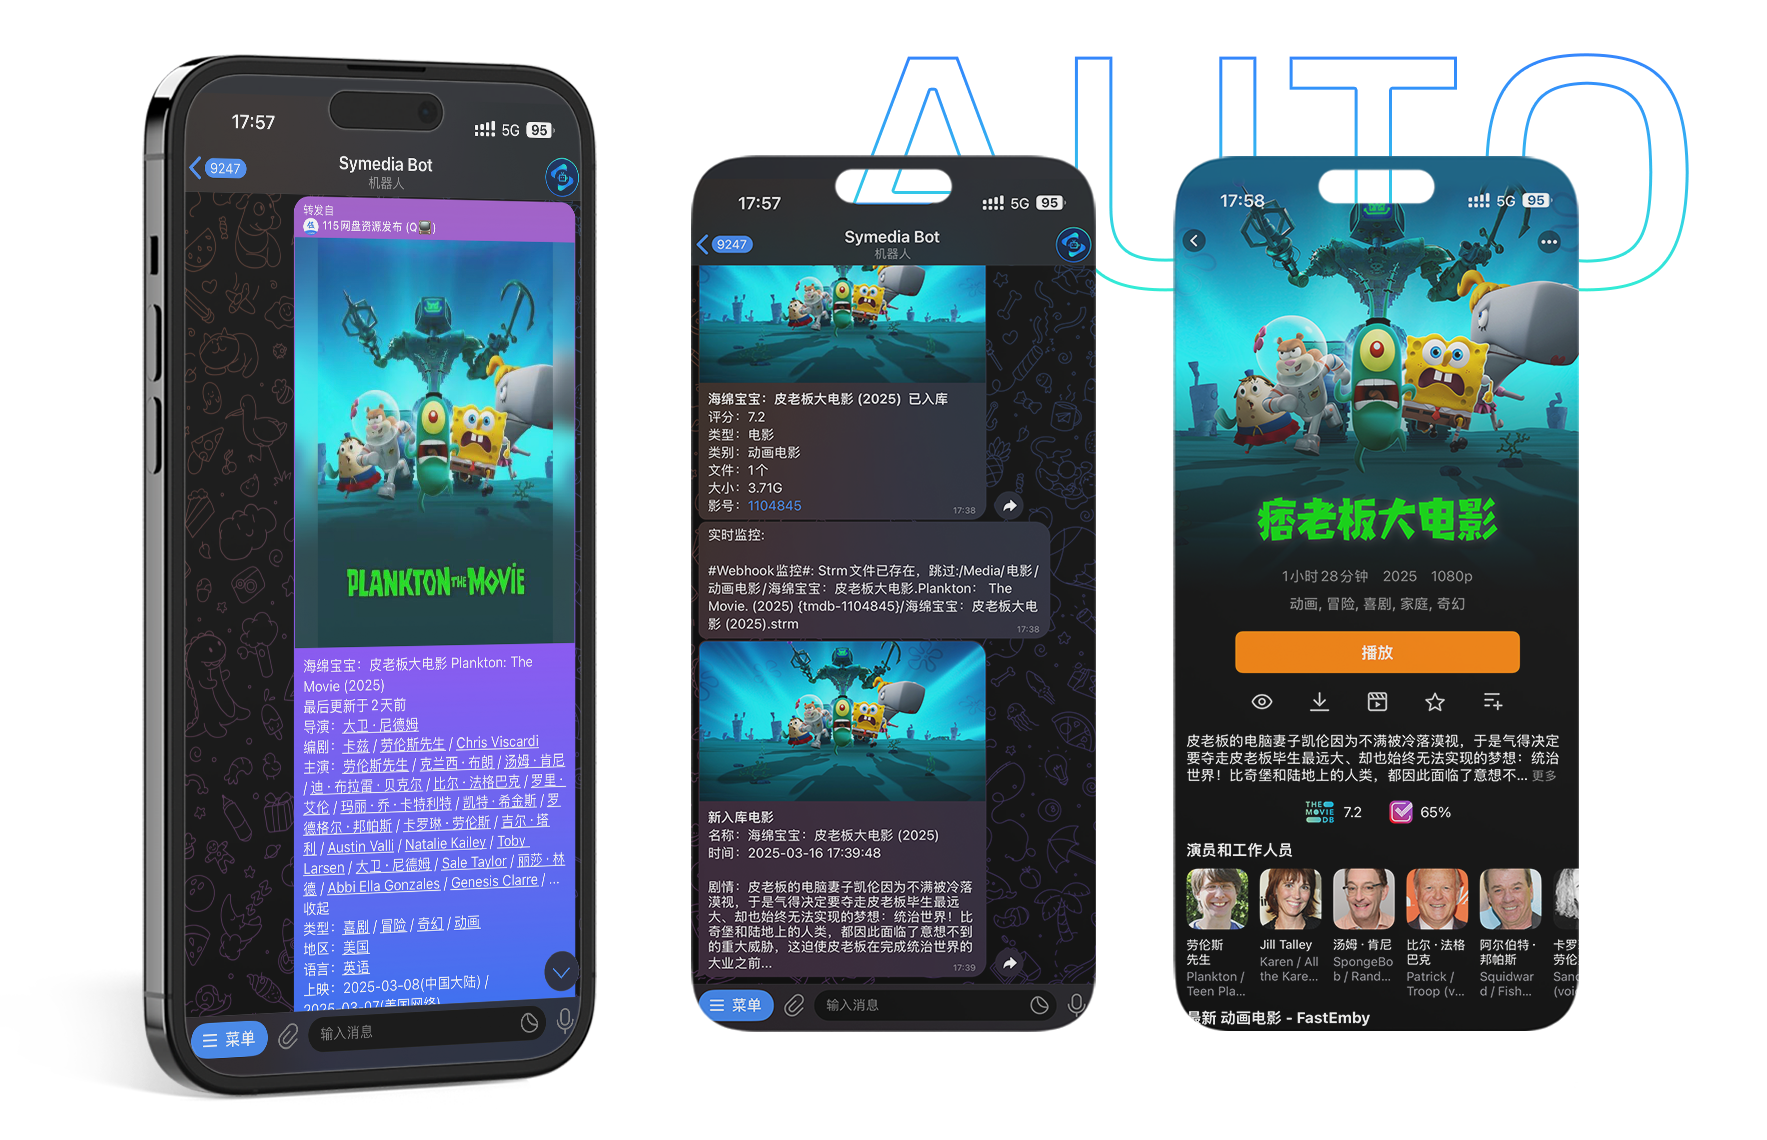 AUTO
17:57
5G 95
9247
Symedia Bot
机器人
转发自
115网盘资源发布 (Q📺)
PLANKTON THE MOVIE
海绵宝宝：皮老板大电影 Plankton: The
Movie (2025)
最后更新于2天前
导演：大卫·尼德姆
编剧：卡兹 / 劳伦斯先生 / Chris Viscardi
主演：劳伦斯先生 / 克兰西·布朗 / 汤姆·肯尼
/ 迪·布拉雷·贝克尔 / 比尔·法格巴克 / 罗里·
艾伦 / 玛丽·乔·卡特利特 / 凯特·希金斯 / 罗
德格尔·邦帕斯 / 卡罗琳·劳伦斯 / 吉尔·塔
利 / Austin Valli / Natalie Kailey / Toby
Larsen / 大卫·尼德姆 / Sale Taylor / 丽莎·林
德 / Abbi Ella Gonzales / Genesis Clarre / ...
收起
类型：喜剧 / 冒险 / 奇幻 / 动画
地区：美国
语言：英语
上映：2025-03-08(中国大陆) /
2025-03-07(美国网络)
菜单
输入消息
17:57
5G 95
9247
Symedia Bot
机器人
海绵宝宝：皮老板大电影 (2025) 已入库
评分：7.2
类型：电影
类别：动画电影
文件：1个
大小：3.71G
影号：1104845
17:38
实时监控:
#Webhook监控#: Strm文件已存在，跳过:/Media/电影/
动画电影/海绵宝宝：皮老板大电影.Plankton： The
Movie. (2025) {tmdb-1104845}/海绵宝宝：皮老板大电
影 (2025).strm
17:38
新入库电影
名称：海绵宝宝：皮老板大电影 (2025)
时间：2025-03-16 17:39:48
剧情：皮老板的电脑妻子凯伦因为不满被冷落
漠视，于是气得决定要夺走皮老板毕生最远
大、却也始终无法实现的梦想：统治世界！比
奇堡和陆地上的人类，都因此面临了意想不到
的重大威胁，这迫使皮老板在完成统治世界的
大业之前...
17:39
菜单
输入消息
17:58
5G 95
痞老板大电影
1小时28分钟 2025 1080p
动画, 冒险, 喜剧, 家庭, 奇幻
播放
皮老板的电脑妻子凯伦因为不满被冷落漠视，于是气得决定
要夺走皮老板毕生最远大、却也始终无法实现的梦想：统治
世界！比奇堡和陆地上的人类，都因此面临了意想不... 更多
THE MOVIE DB 7.2 65%
演员和工作人员
劳伦斯先生
Plankton / Teen Pla...
Jill Talley
Karen / All the Kare...
汤姆·肯尼
SpongeBob / Rand...
比尔·法格巴克
Patrick / Troop (v...
阿尔伯特·邦帕斯
Squidward / Fish...
卡罗
劳伦
(voi
最新 动画电影 - FastEmby